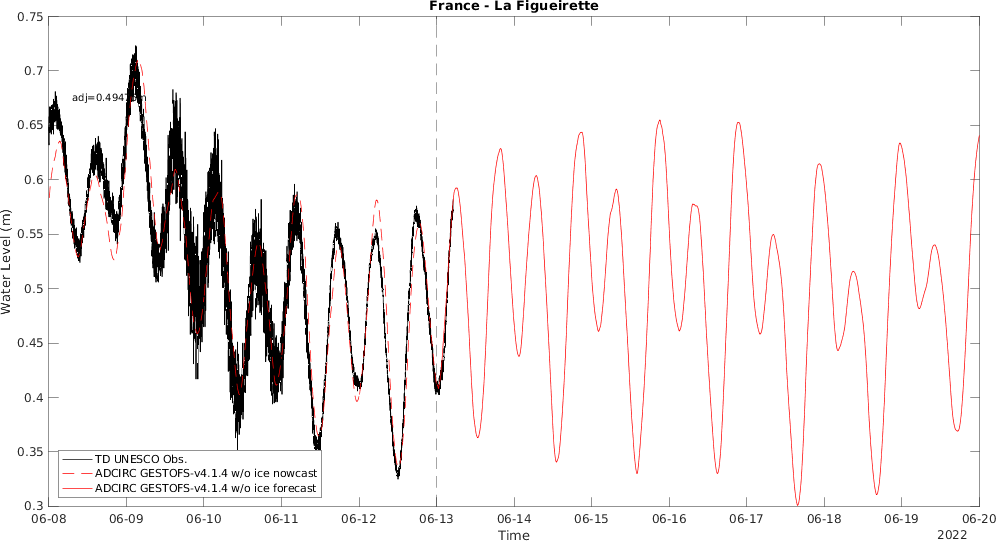 France - La Figueirette
0.75
0.7
0.65
0.6
0.55
0.5
0.45
0.4
0.35
0.3
Water Level (m)
TD UNESCO Obs.
ADCIRC GESTOFS-v4.1.4 w/o ice nowcast
ADCIRC GESTOFS-v4.1.4 w/o ice forecast
06-08 06-09 06-10 06-11 06-12 06-13 06-14 06-15 06-16 06-17 06-18 06-19 06-20
Time
2022